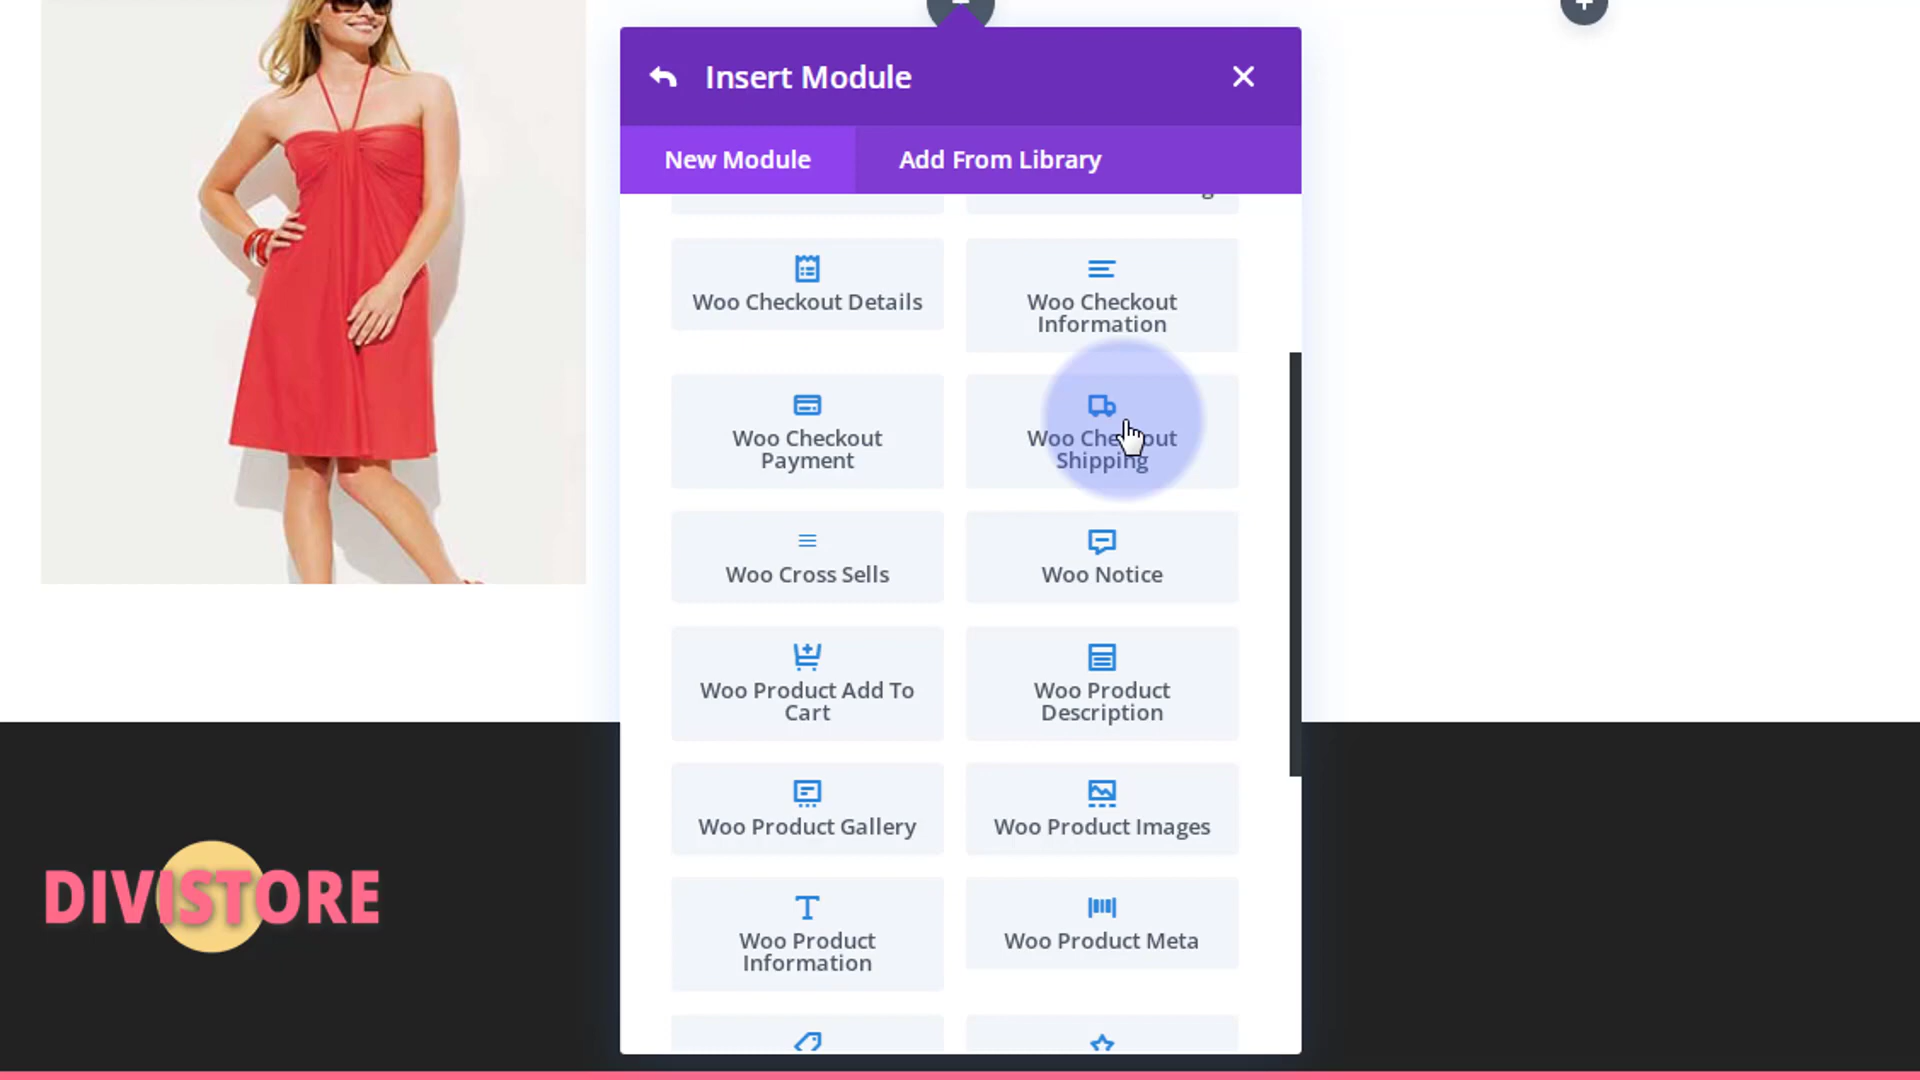 Insert Module
New Module
Add From Library
Woo Checkout Details
Woo Checkout
Information
Woo Checkout
Payment
Woo Checkout
Shipping
Woo Cross Sells
Woo Notice
Woo Product Add To
Cart
Woo Product
Description
Woo Product Gallery
Woo Product Images
Woo Product
Information
Woo Product Meta
DIVISTORE